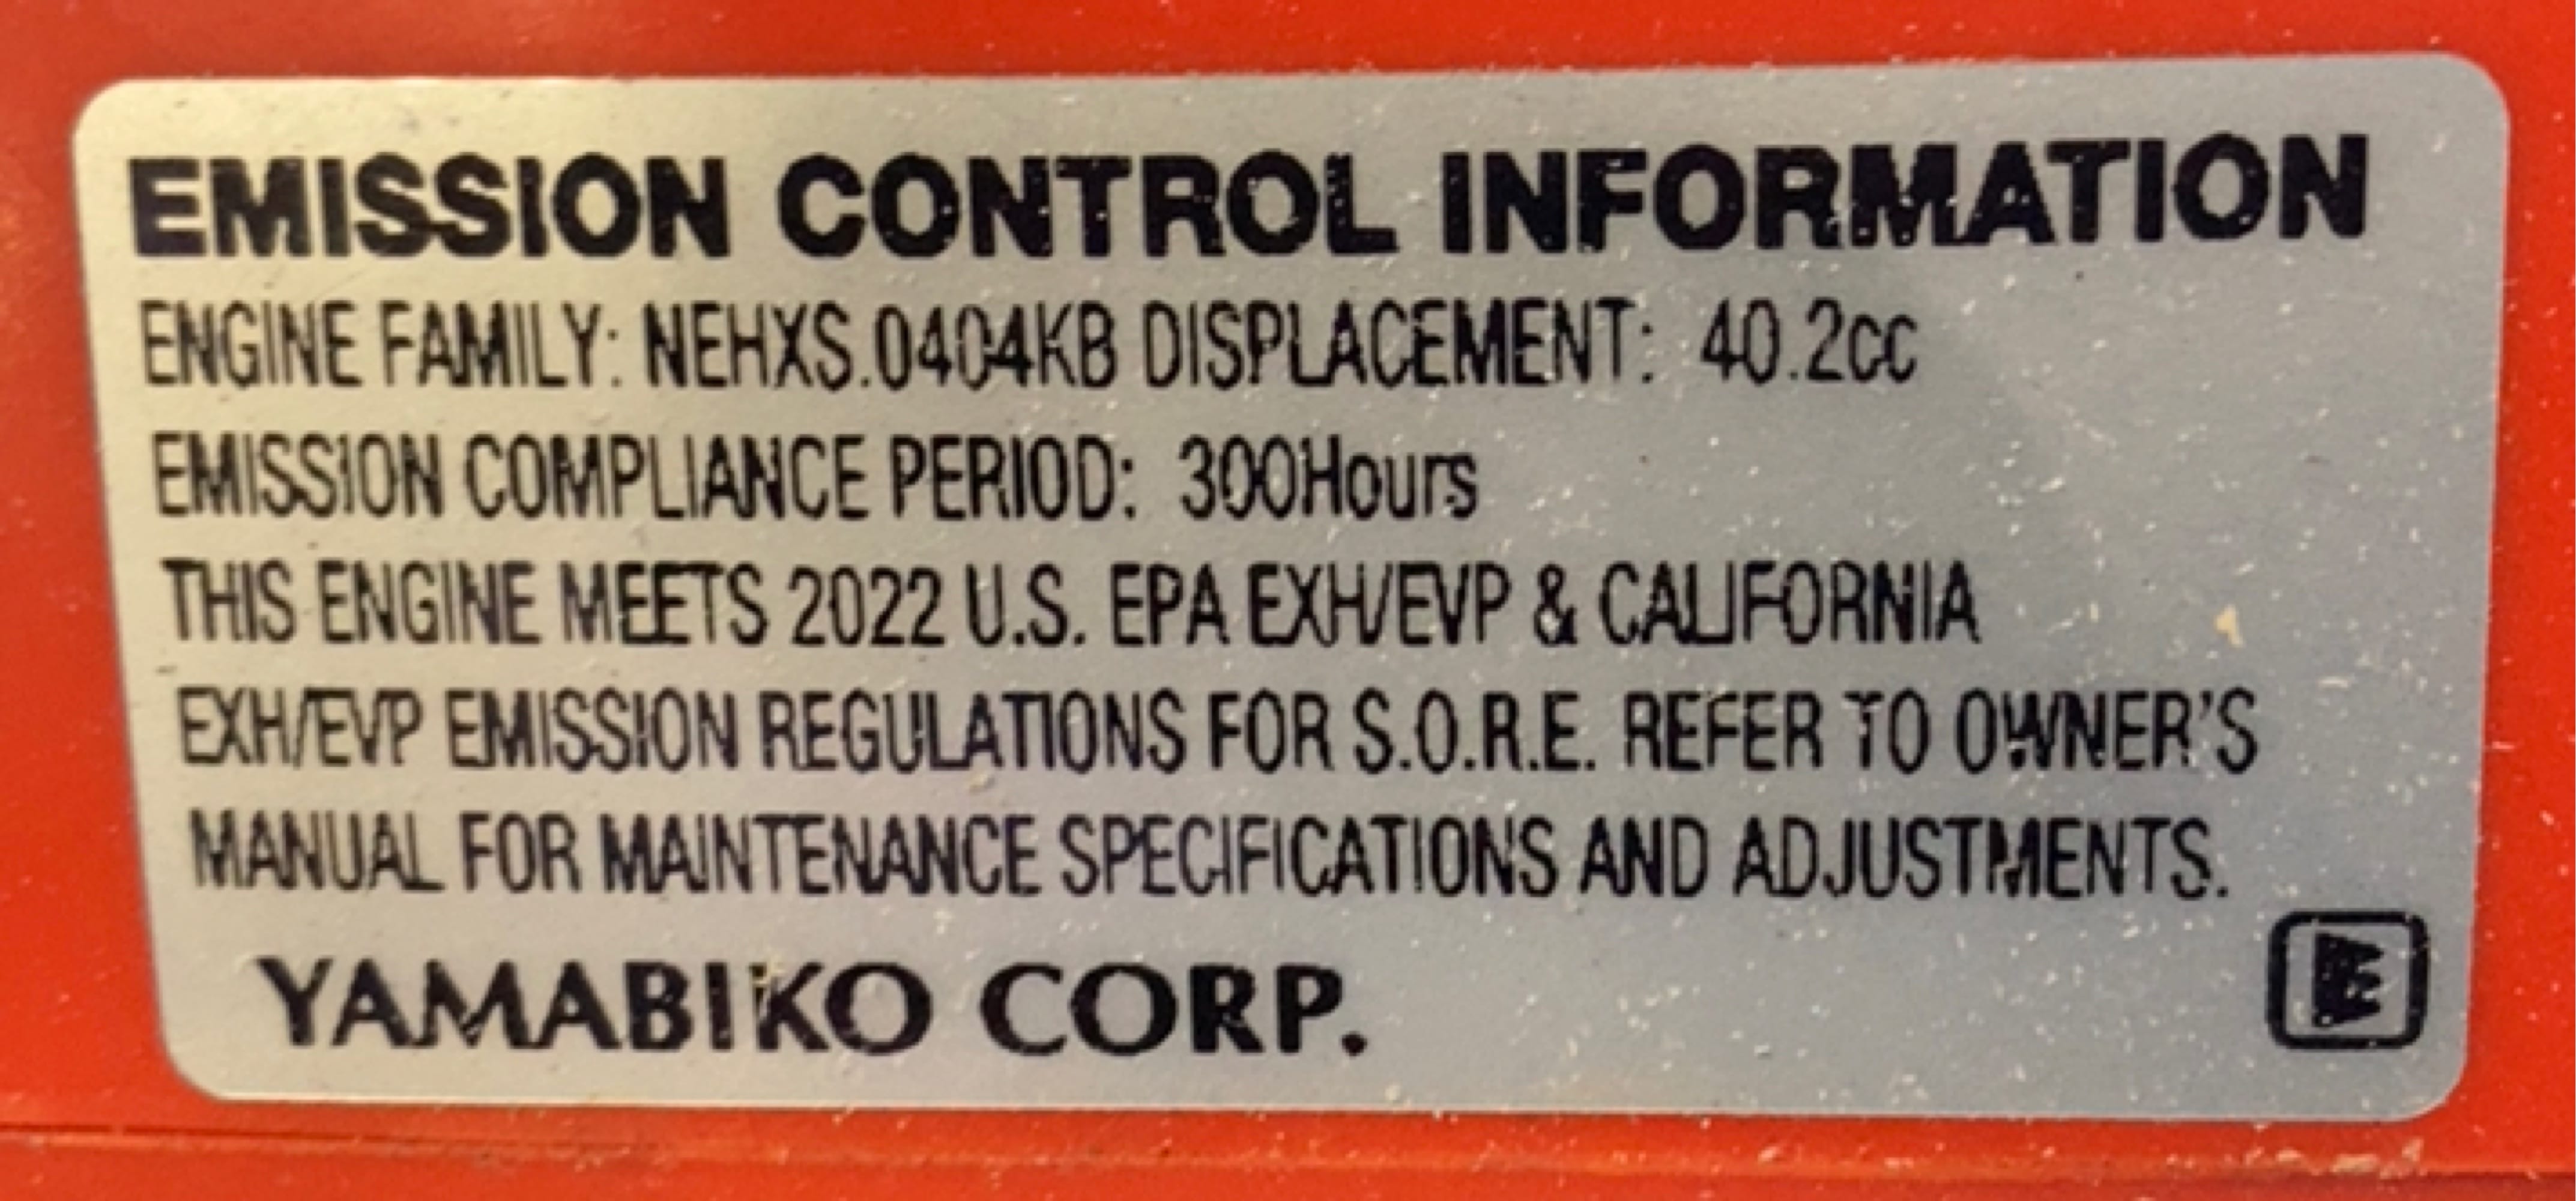 EMISSION CONTROL INFORMATION
ENGINE FAMILY: NEHXS.0404KB DISPLACEMENT: 40.2cc
EMISSION COMPLIANCE PERIOD: 300Hours
THIS ENGINE MEETS 2022 U.S. EPA EXH/EVP & CALIFORNIA
EXH/EVP EMISSION REGULATIONS FOR S.O.R.E. REFER TO OWNER'S
MANUAL FOR MAINTENANCE SPECIFICATIONS AND ADJUSTMENTS.
YAMABIKO CORP.
E